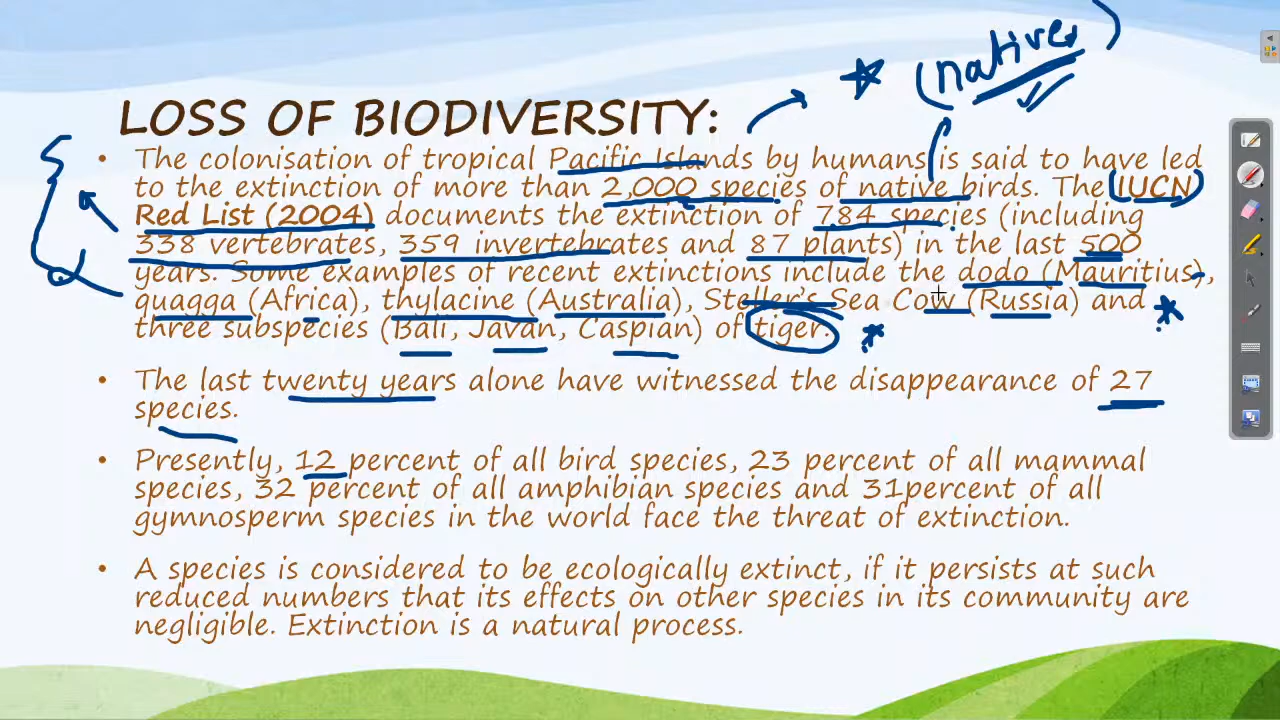 (natives)
LOSS OF BIODIVERSITY:
• The colonisation of tropical Pacific Islands by humans is said to have led
to the extinction of more than 2,000 species of native birds. The IUCN
Red List (2004) documents the extinction of 784 species (including
338 vertebrates, 359 invertebrates and 87 plants) in the last 500
years. Some examples of recent extinctions include the dodo (Mauritius),
quagga (Africa), thylacine (Australia), Steller's Sea Cow (Russia) and
three subspecies (Bali, Javan, Caspian) of tiger.
• The last twenty years alone have witnessed the disappearance of 27
species.
• Presently, 12 percent of all bird species, 23 percent of all mammal
species, 32 percent of all amphibian species and 31percent of all
gymnosperm species in the world face the threat of extinction.
• A species is considered to be ecologically extinct, if it persists at such
reduced numbers that its effects on other species in its community are
negligible. Extinction is a natural process.